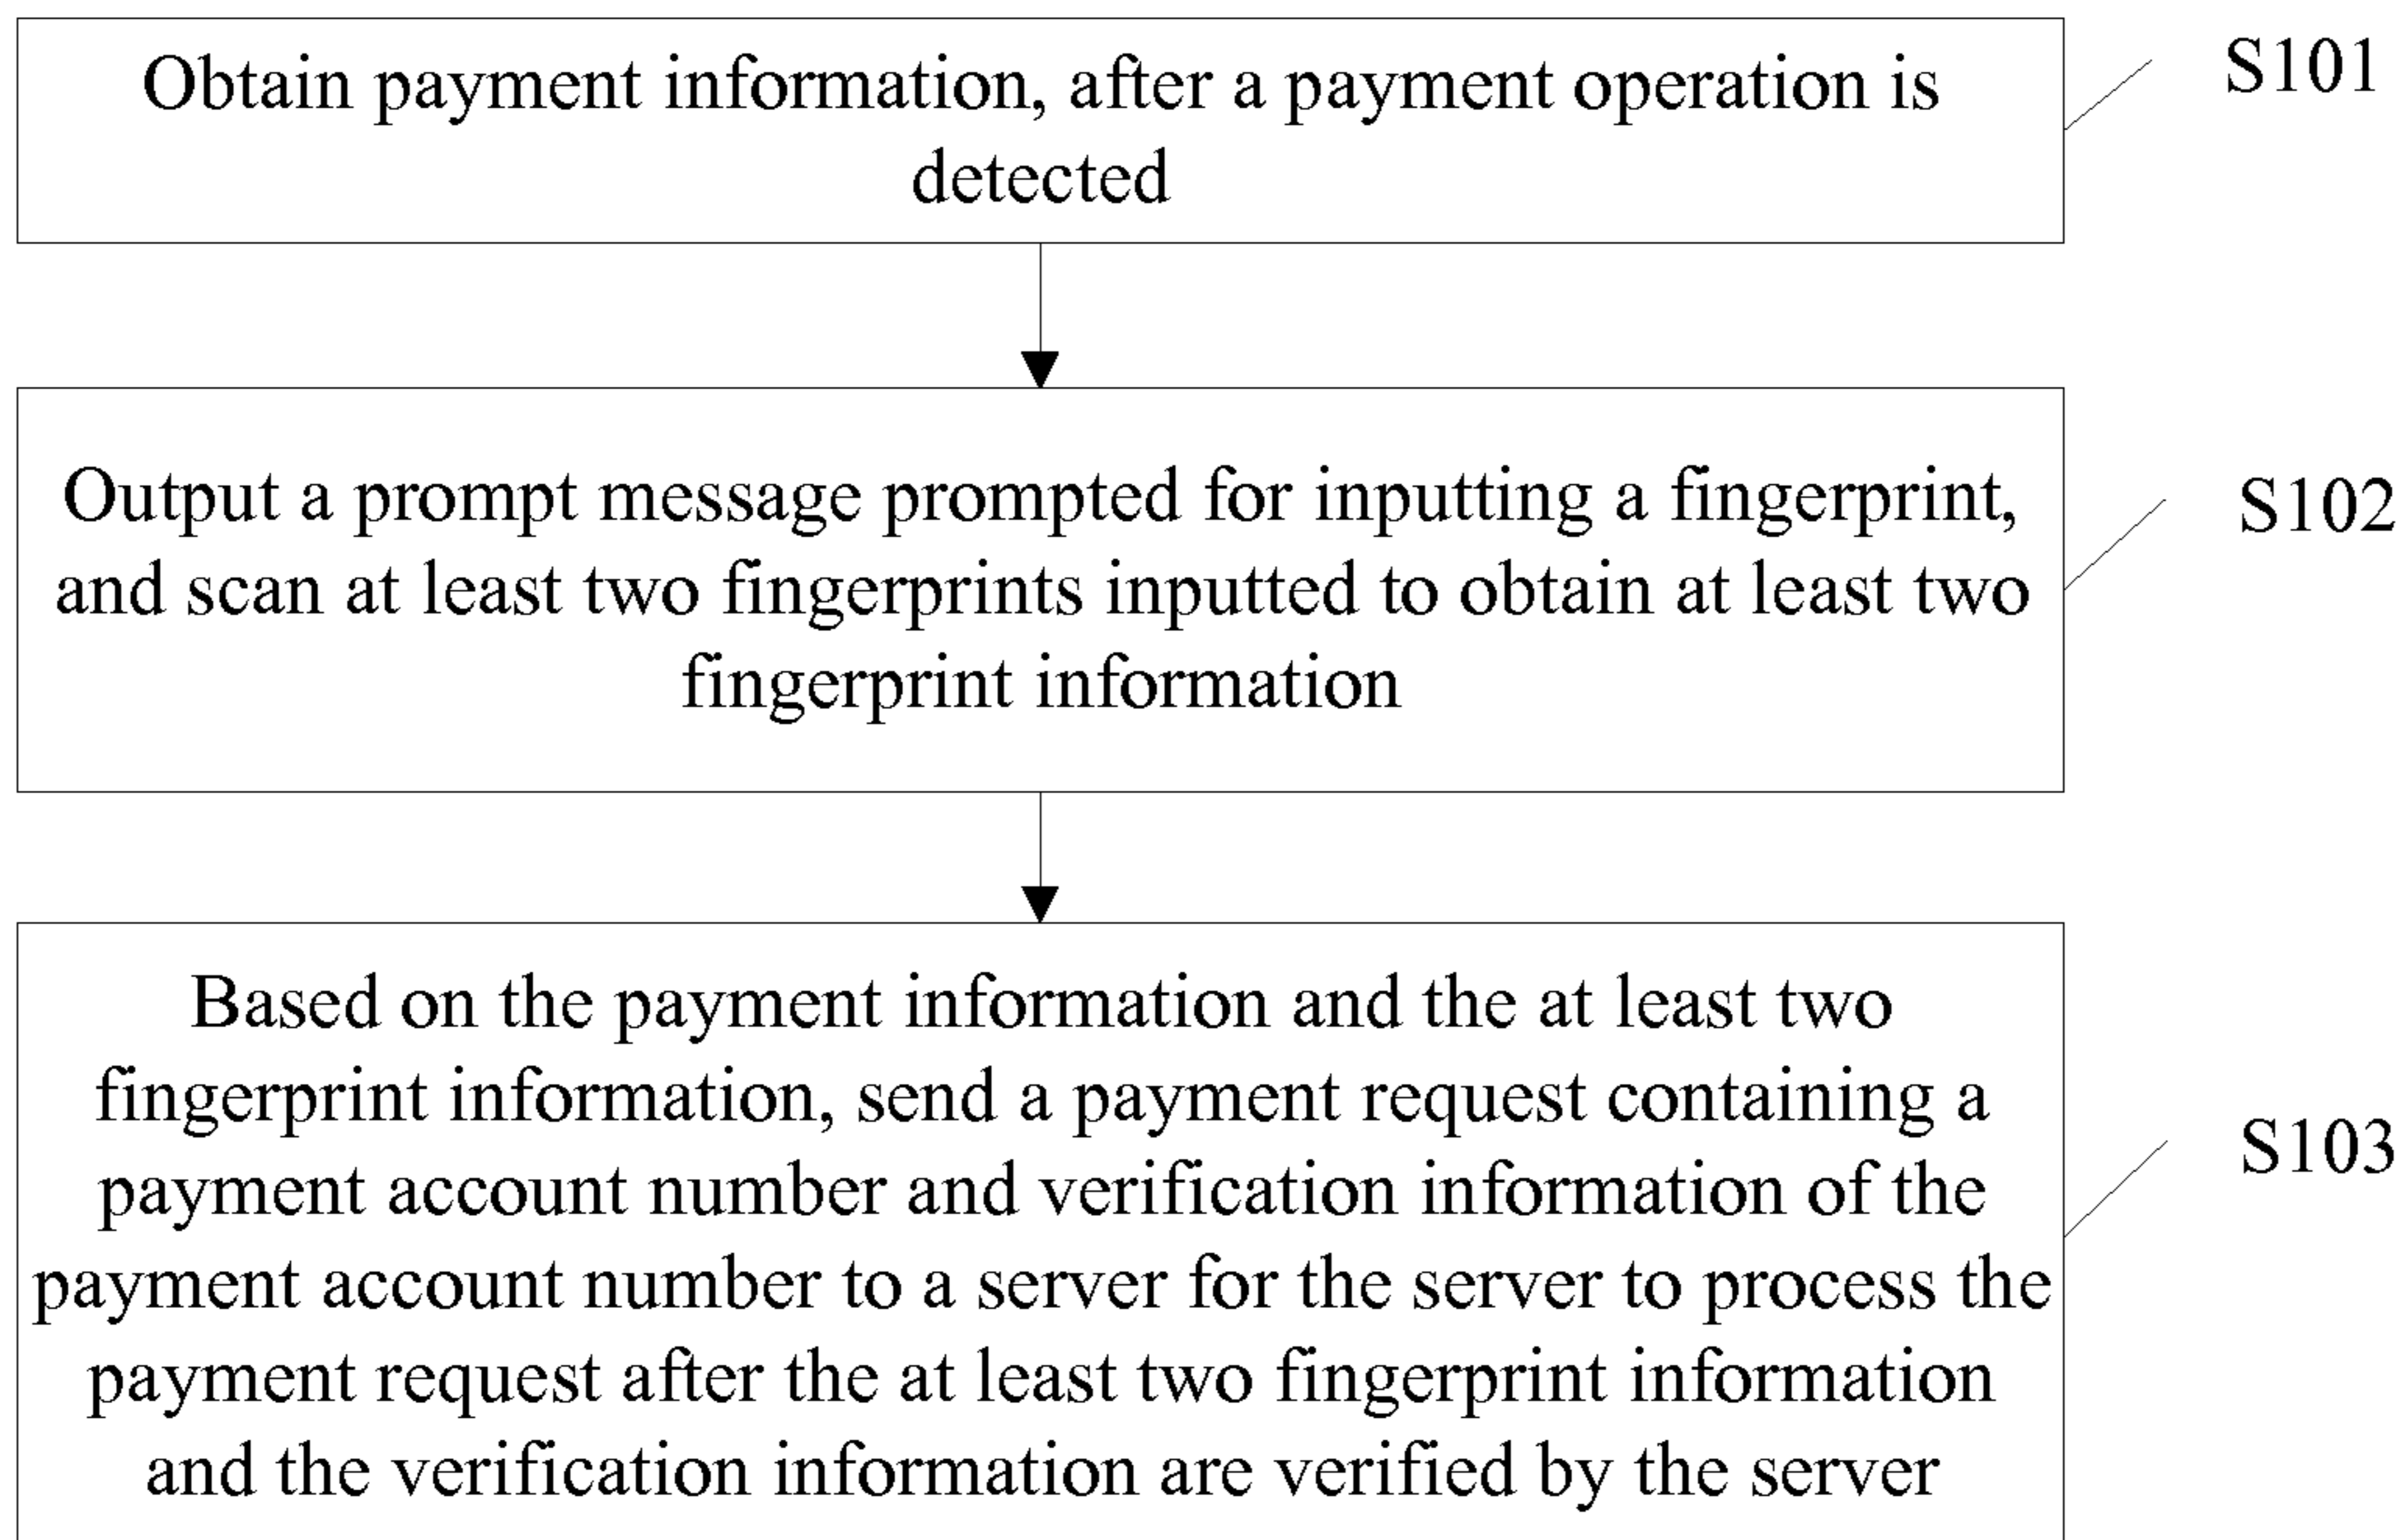 Obtain payment information, after a payment operation is
detected
S101
Output a prompt message prompted for inputting a fingerprint,
and scan at least two fingerprints inputted to obtain at least two
fingerprint information
S102
Based on the payment information and the at least two
fingerprint information, send a payment request containing a
payment account number and verification information of the
payment account number to a server for the server to process the
payment request after the at least two fingerprint information
and the verification information are verified by the server
S103